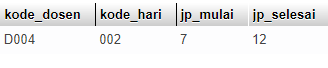 kode_dosen kode_hari jp_mulai jp_selesai
D004 002 7 12